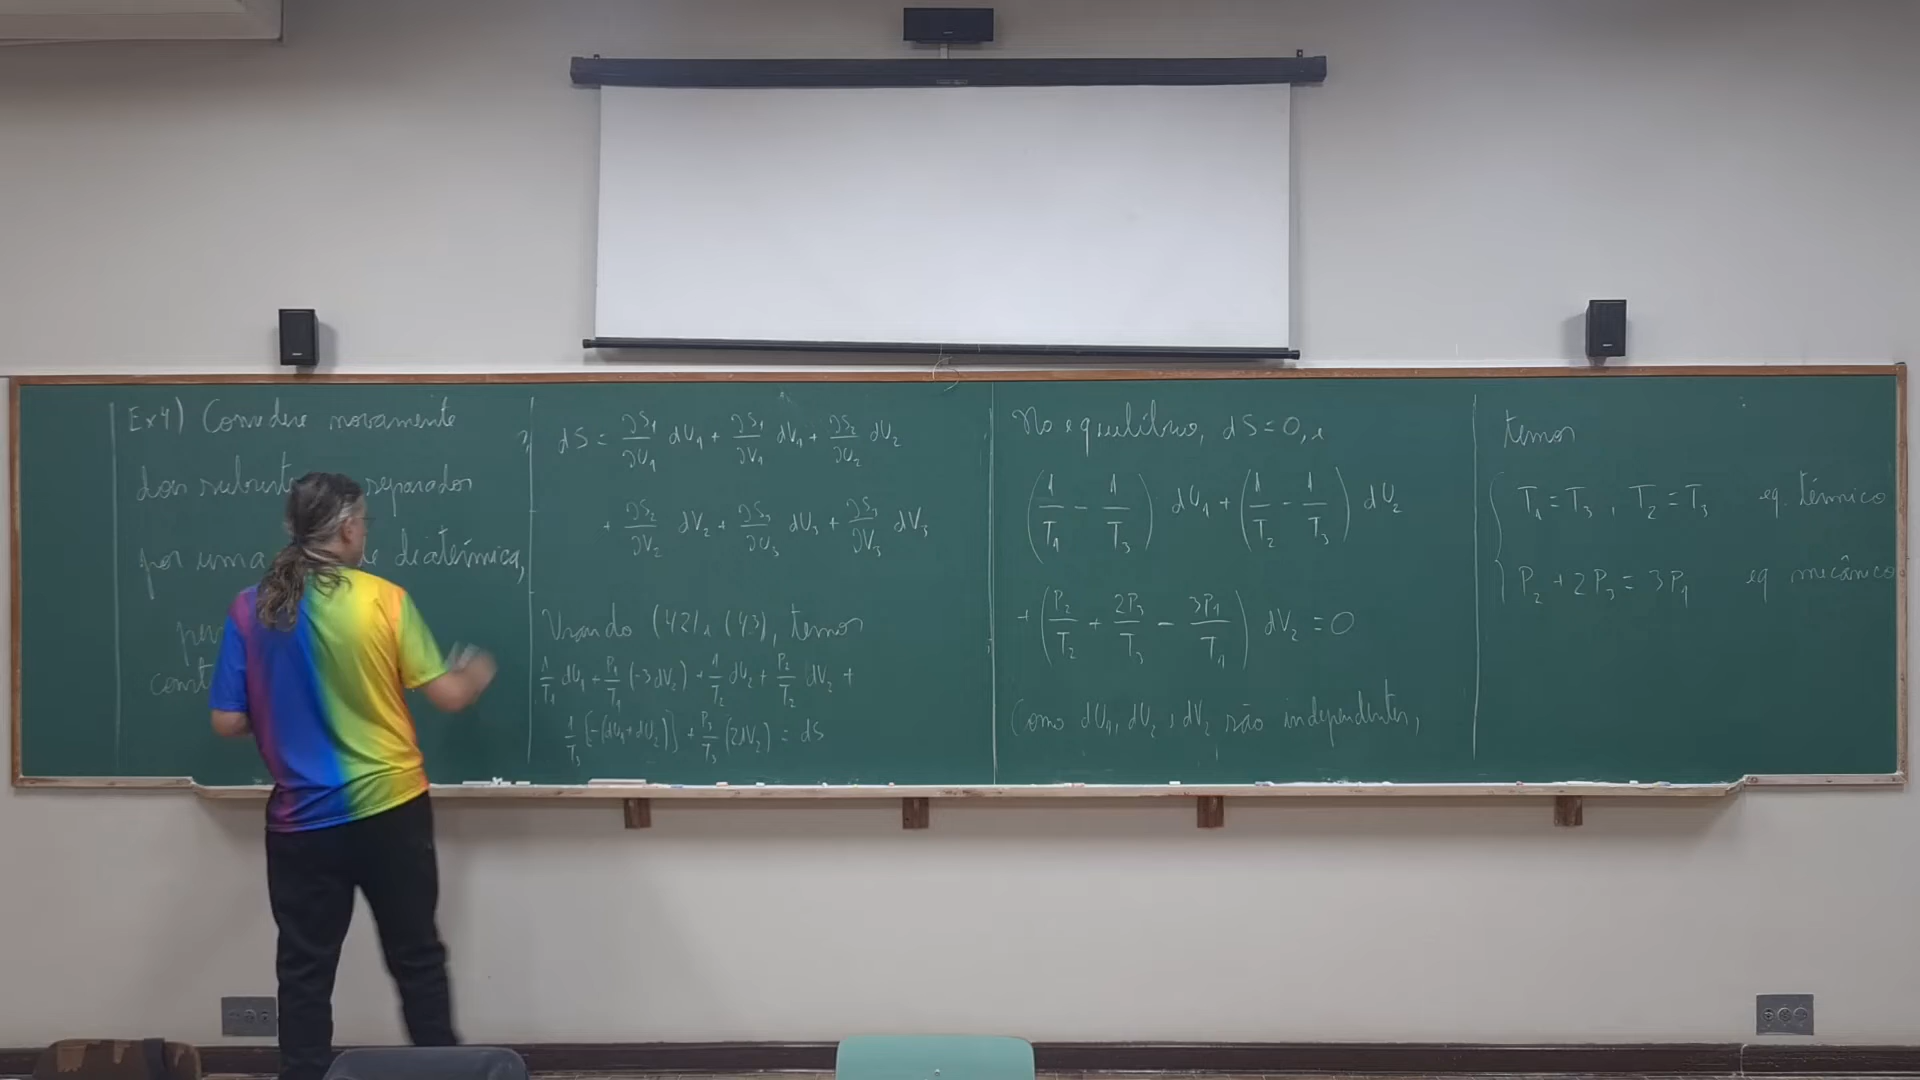 Ex 4) Considere novamente
dois separados
por uma diatérmica,
dS = ∂S₁/∂U₁ dU₁ + ∂S₁/∂V₁ dV₁ + ∂S₂/∂U₂ dU₂
+ ∂S₂/∂V₂ dV₂ + ∂S₃/∂U₃ dU₃ + ∂S₃/∂V₃ dV₃
Usando (42) e (43), temos
1/T₁ dU₁ + P₁/T₁ (-3dV₂) + 1/T₂ dU₂ + P₂/T₂ dV₂ +
1/T₃ [-(dU₁+dU₂)] + P₃/T₃ (2dV₂) = dS
No equilíbrio, dS = 0, e
(1/T₁ - 1/T₃) dU₁ + (1/T₂ - 1/T₃) dU₂
+ (P₂/T₂ + 2P₃/T₃ - 3P₁/T₁) dV₂ = 0
Como dU₁, dU₂ e dV₂ são independentes,
temos
T₁ = T₃, T₂ = T₃ eq. térmico
P₂ + 2P₃ = 3P₁ eq mecânico